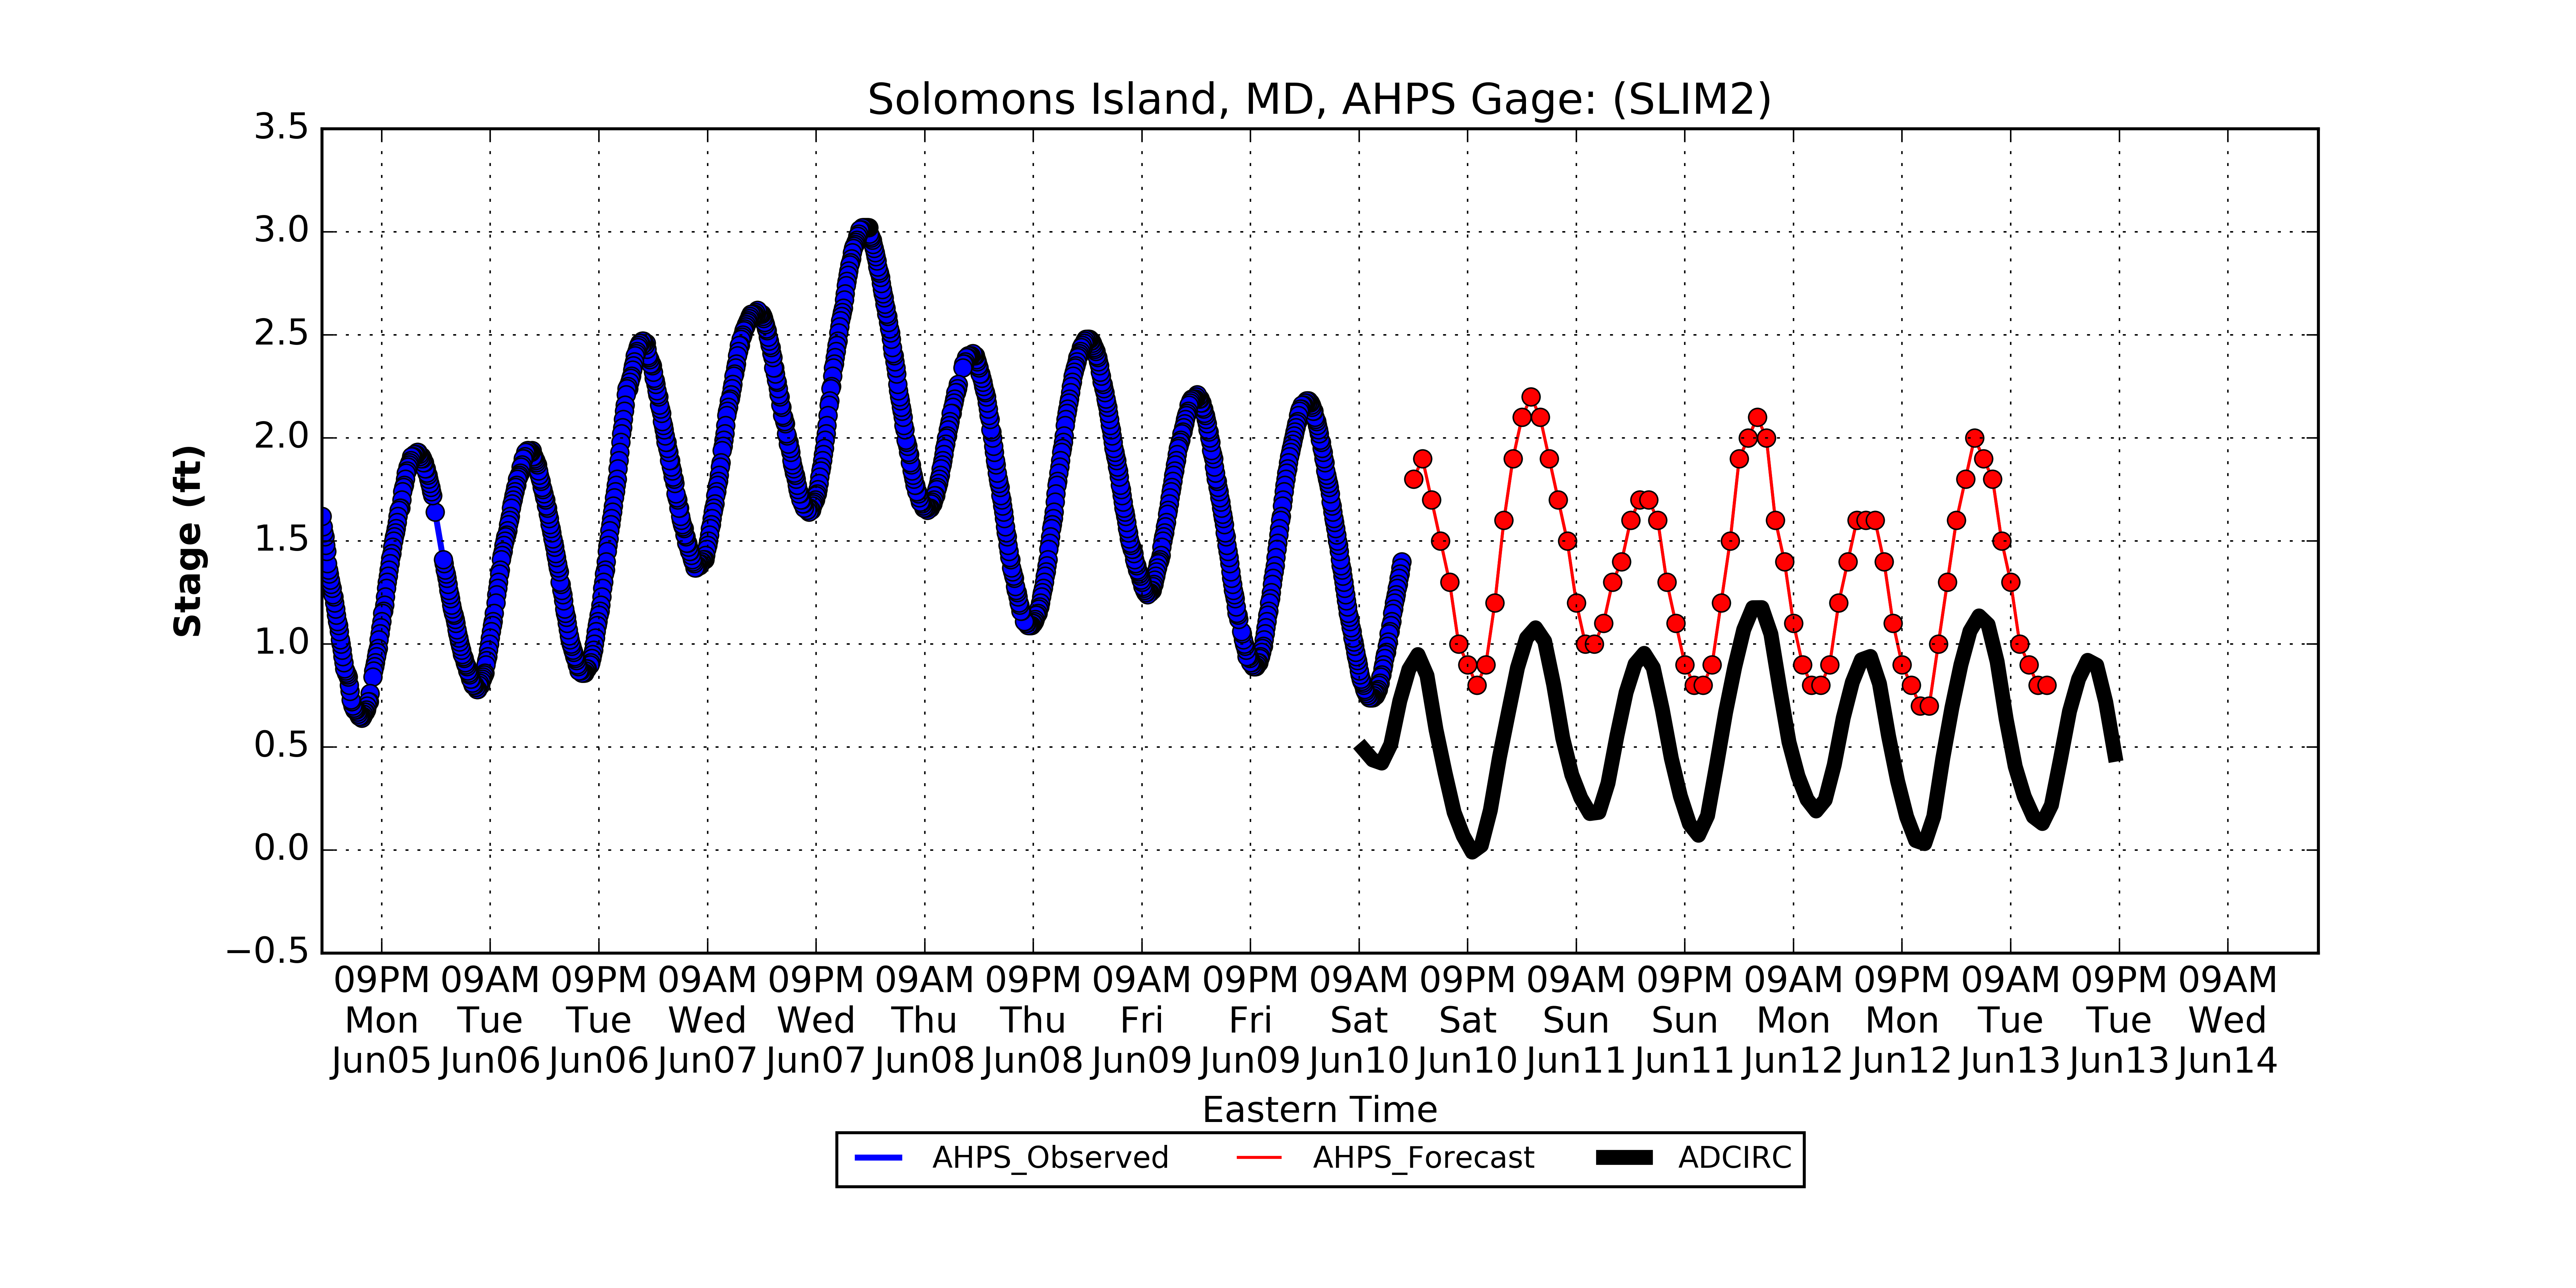 Solomons Island, MD, AHPS Gage: (SLIM2)
3.5
3.0
2.5
2.0
1.5
1.0
0.5
0.0
−0.5
Stage (ft)
09PM 09AM 09PM 09AM 09PM 09AM 09PM 09AM 09PM 09AM 09PM 09AM 09PM 09AM 09PM 09AM 09PM 09AM
Mon Tue Tue Wed Wed Thu Thu Fri Fri Sat Sat Sun Sun Mon Mon Tue Tue Wed
Jun05 Jun06 Jun06 Jun07 Jun07 Jun08 Jun08 Jun09 Jun09 Jun10 Jun10 Jun11 Jun11 Jun12 Jun12 Jun13 Jun13 Jun14
Eastern Time
AHPS_Observed AHPS_Forecast ADCIRC